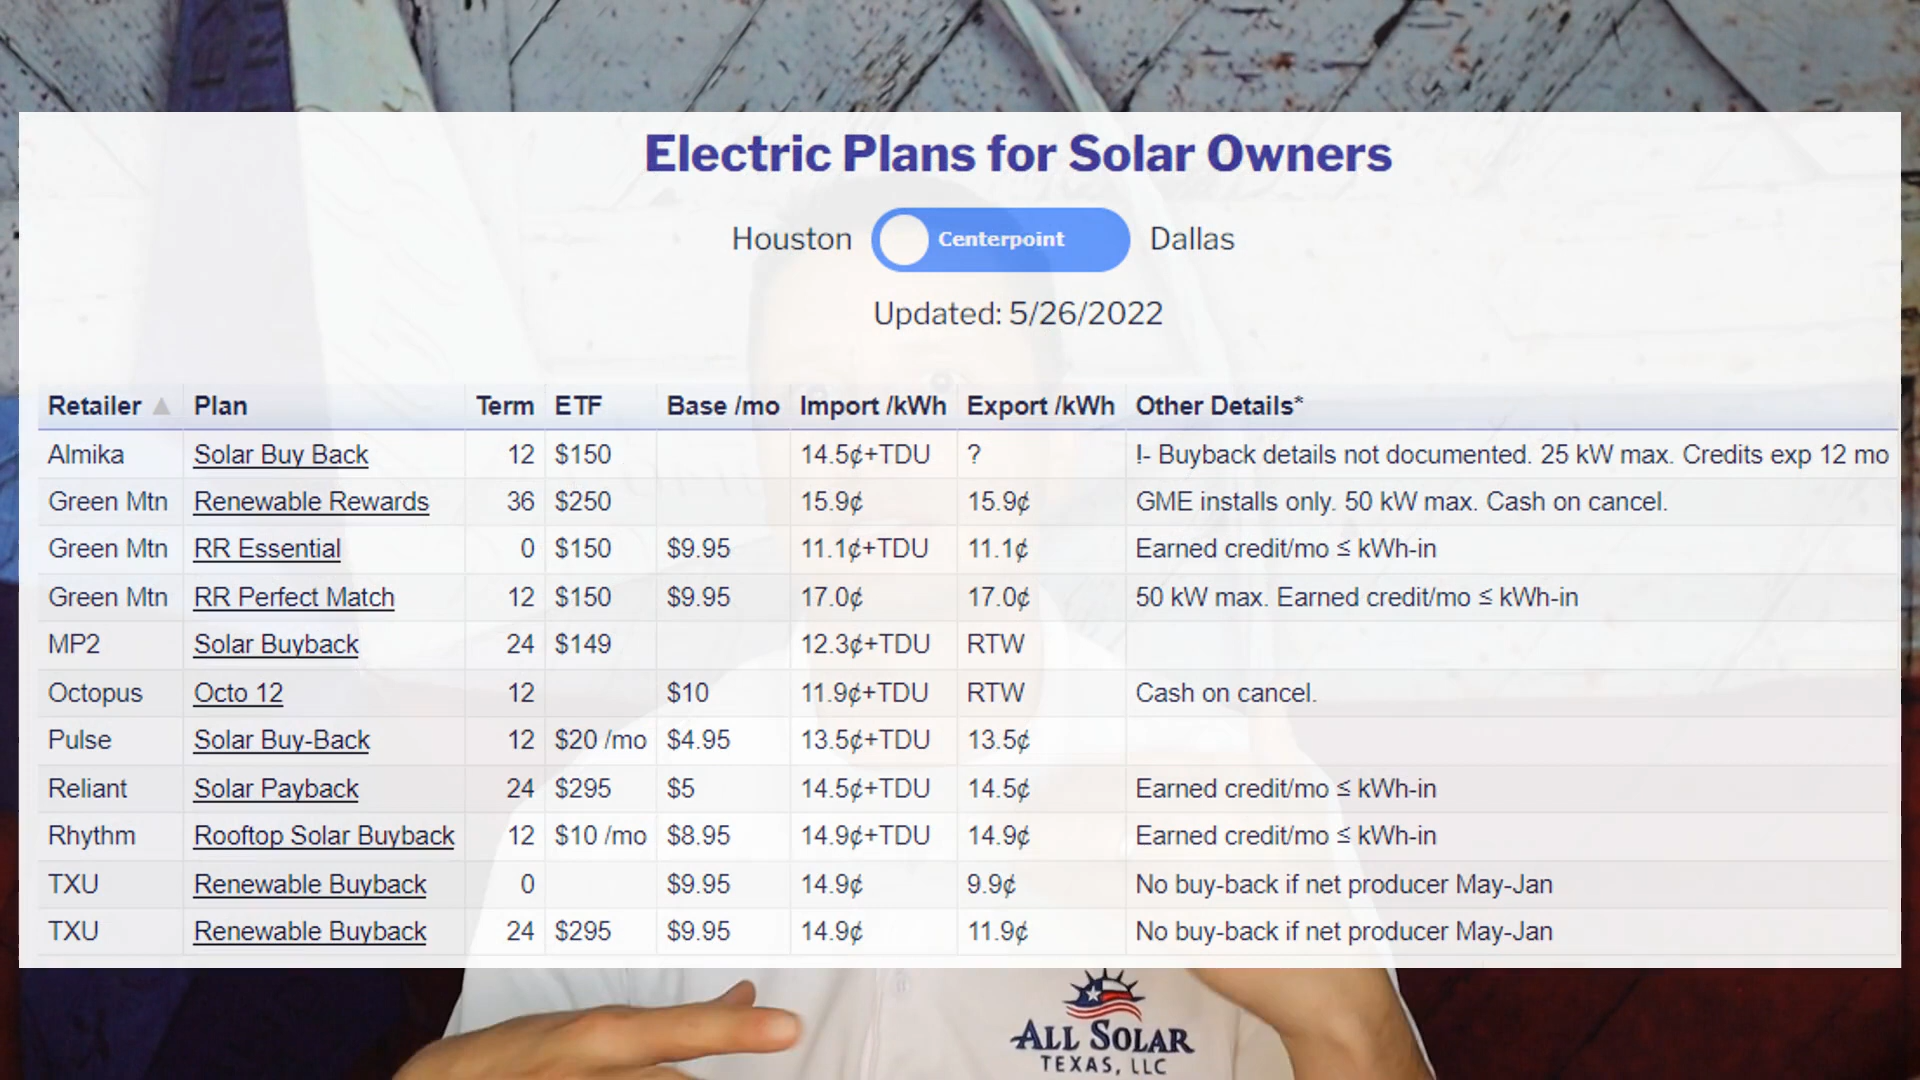 Electric Plans for Solar Owners
Houston Centerpoint Dallas
Updated: 5/26/2022
Retailer ▲ Plan Term ETF Base /mo Import /kWh Export /kWh Other Details*
Almika Solar Buy Back 12 $150 14.5¢+TDU ? !- Buyback details not documented. 25 kW max. Credits exp 12 mo
Green Mtn Renewable Rewards 36 $250 15.9¢ 15.9¢ GME installs only. 50 kW max. Cash on cancel.
Green Mtn RR Essential 0 $150 $9.95 11.1¢+TDU 11.1¢ Earned credit/mo ≤ kWh-in
Green Mtn RR Perfect Match 12 $150 $9.95 17.0¢ 17.0¢ 50 kW max. Earned credit/mo ≤ kWh-in
MP2 Solar Buyback 24 $149 12.3¢+TDU RTW
Octopus Octo 12 12 $10 11.9¢+TDU RTW Cash on cancel.
Pulse Solar Buy-Back 12 $20 /mo $4.95 13.5¢+TDU 13.5¢
Reliant Solar Payback 24 $295 $5 14.5¢+TDU 14.5¢ Earned credit/mo ≤ kWh-in
Rhythm Rooftop Solar Buyback 12 $10 /mo $8.95 14.9¢+TDU 14.9¢ Earned credit/mo ≤ kWh-in
TXU Renewable Buyback 0 $9.95 14.9¢ 9.9¢ No buy-back if net producer May-Jan
TXU Renewable Buyback 24 $295 $9.95 14.9¢ 11.9¢ No buy-back if net producer May-Jan
ALL SOLAR
TEXAS, LLC